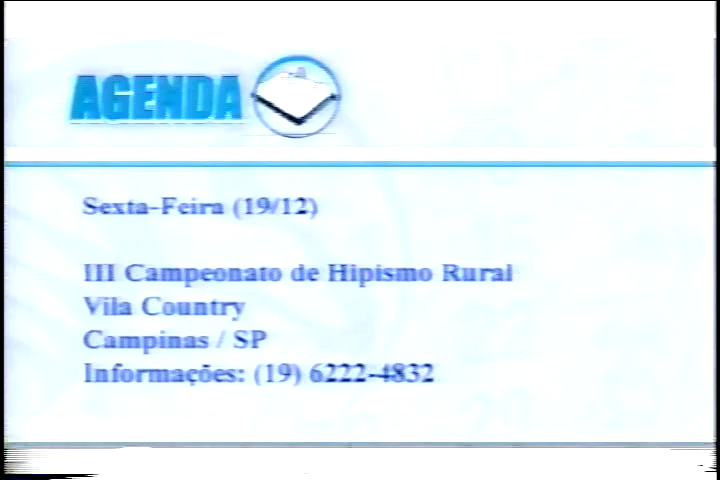 AGENDA
Sexta-Feira (19/12)
III Campeonato de Hipismo Rural
Vila Country
Campinas / SP
Informações: (19) 6222-4832